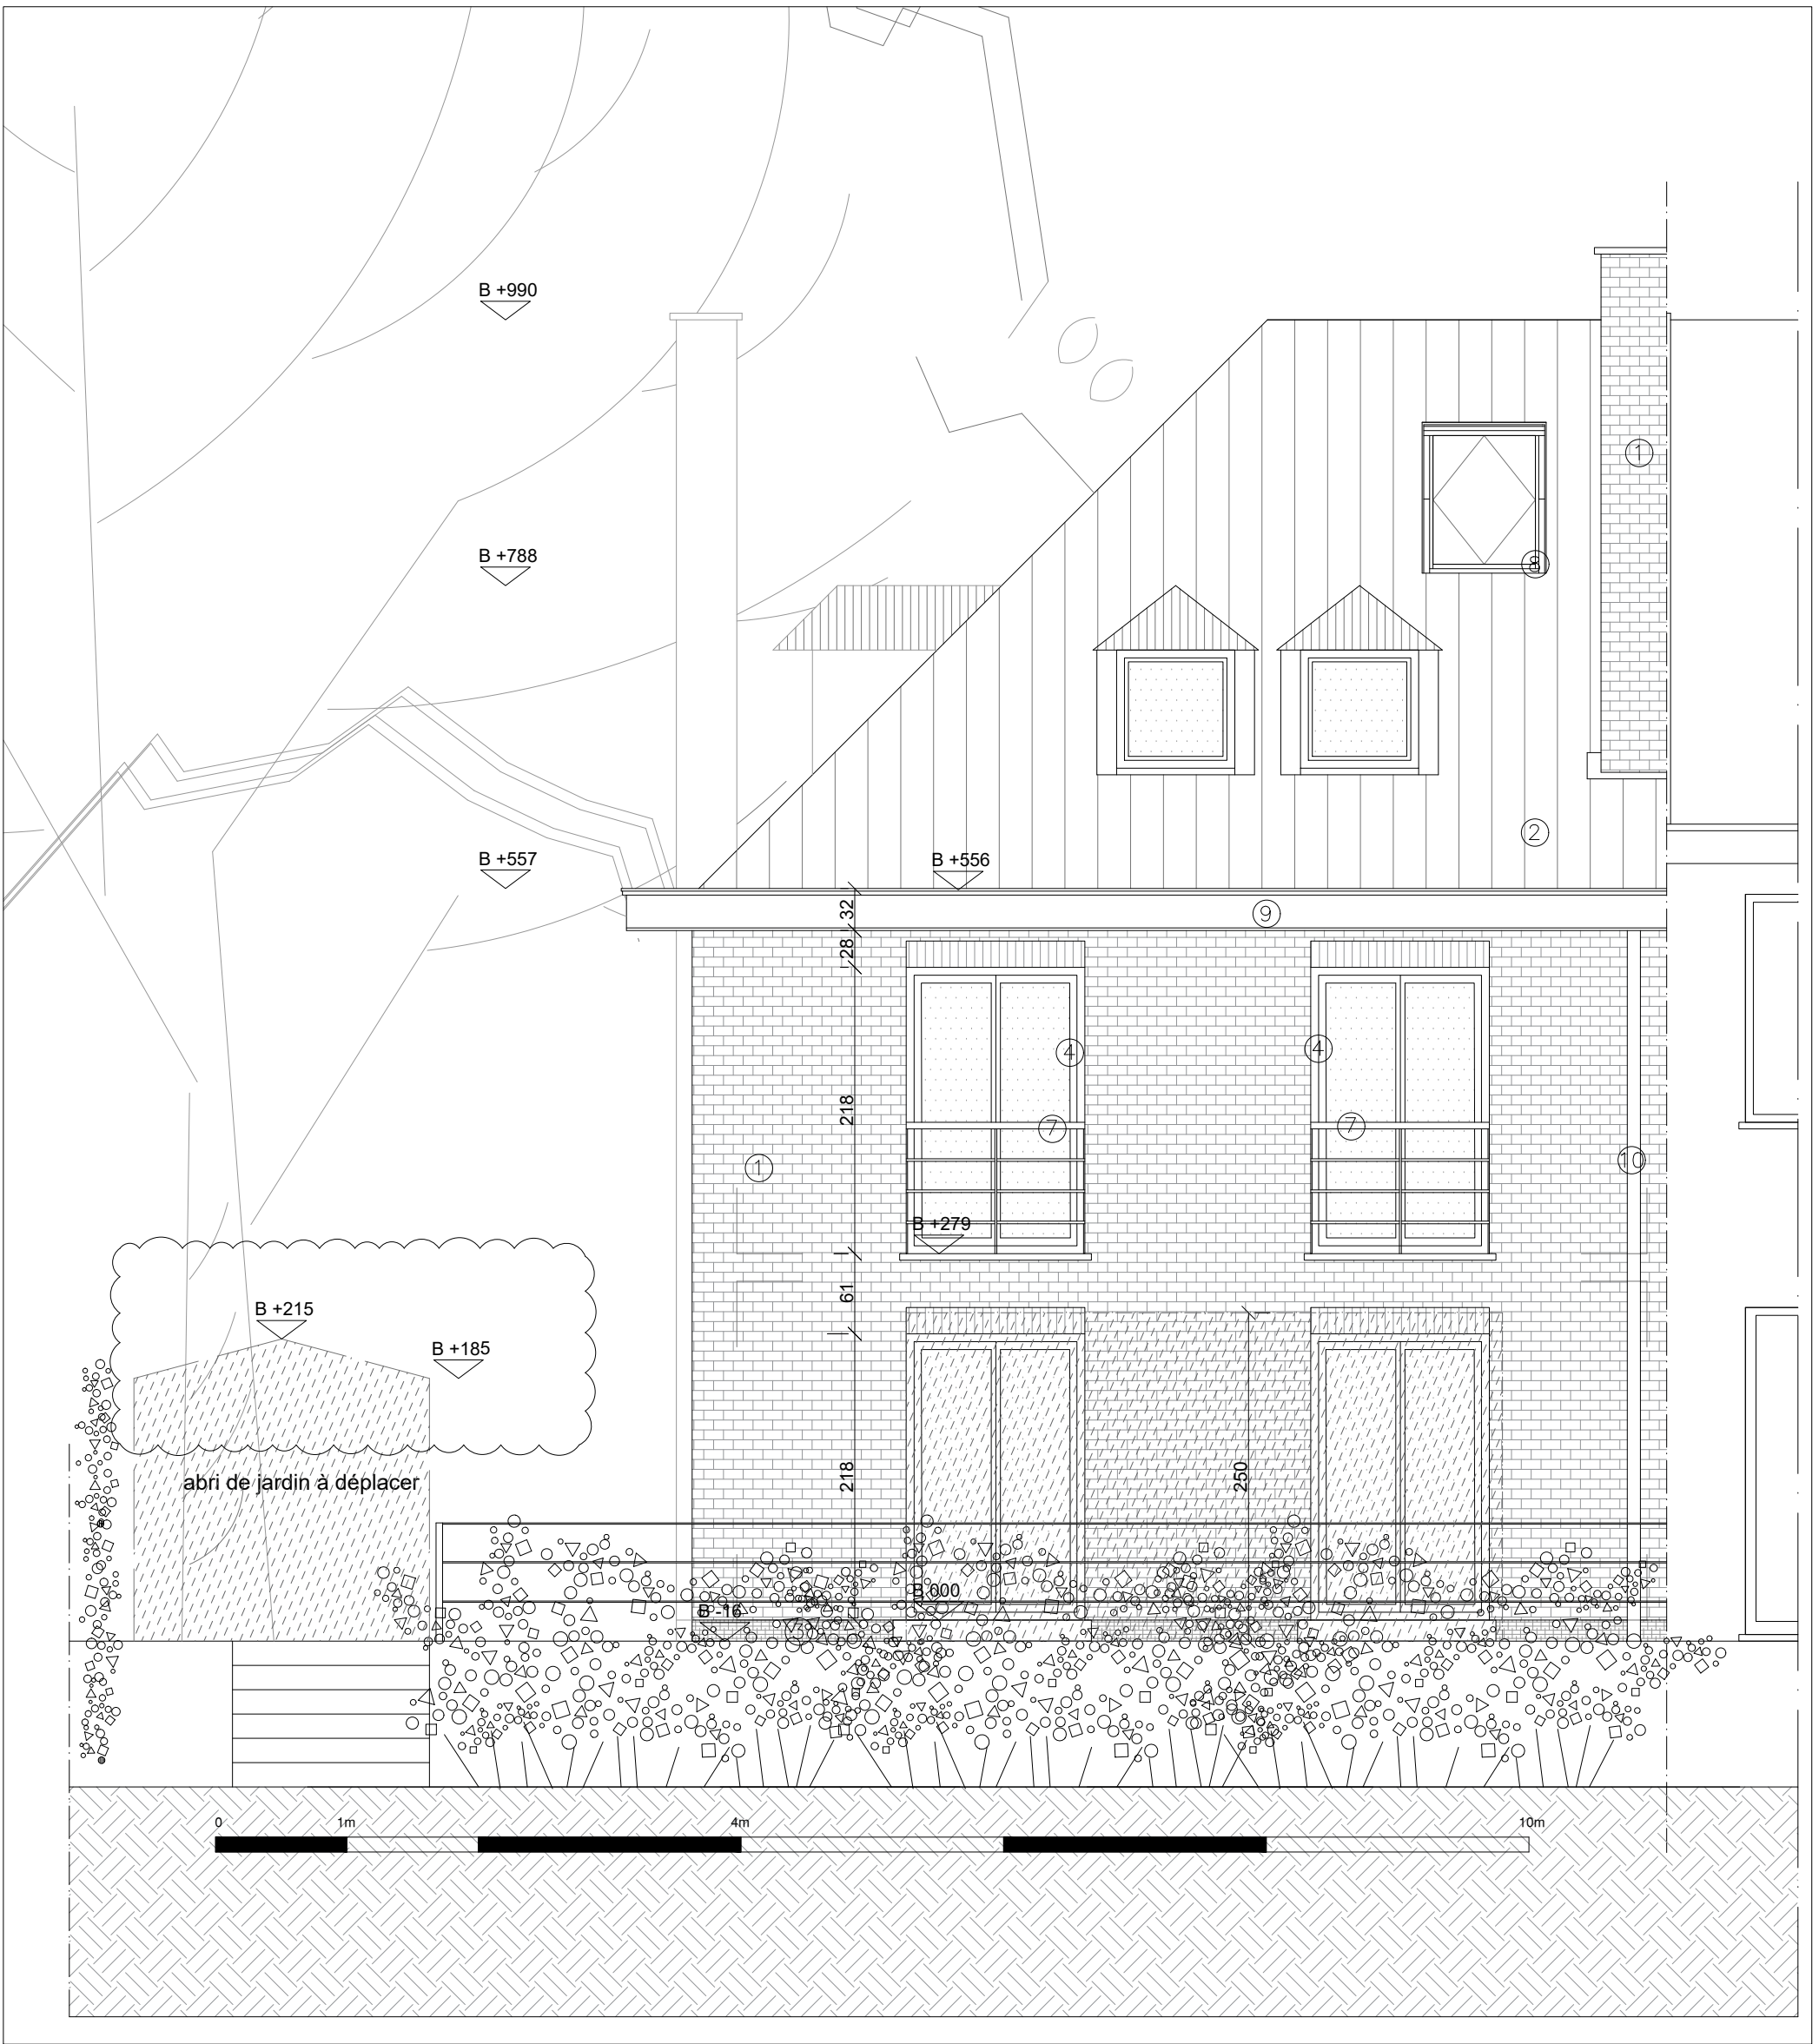 B +990
①
B +788
⑧
②
B +557
B +556
32
⑨
28
④
④
218
⑦
⑦
①
⑩
B +279
61
B +215
B +185
218
250
abri de jardin à déplacer
B 000
B -16
0 1m 4m 10m